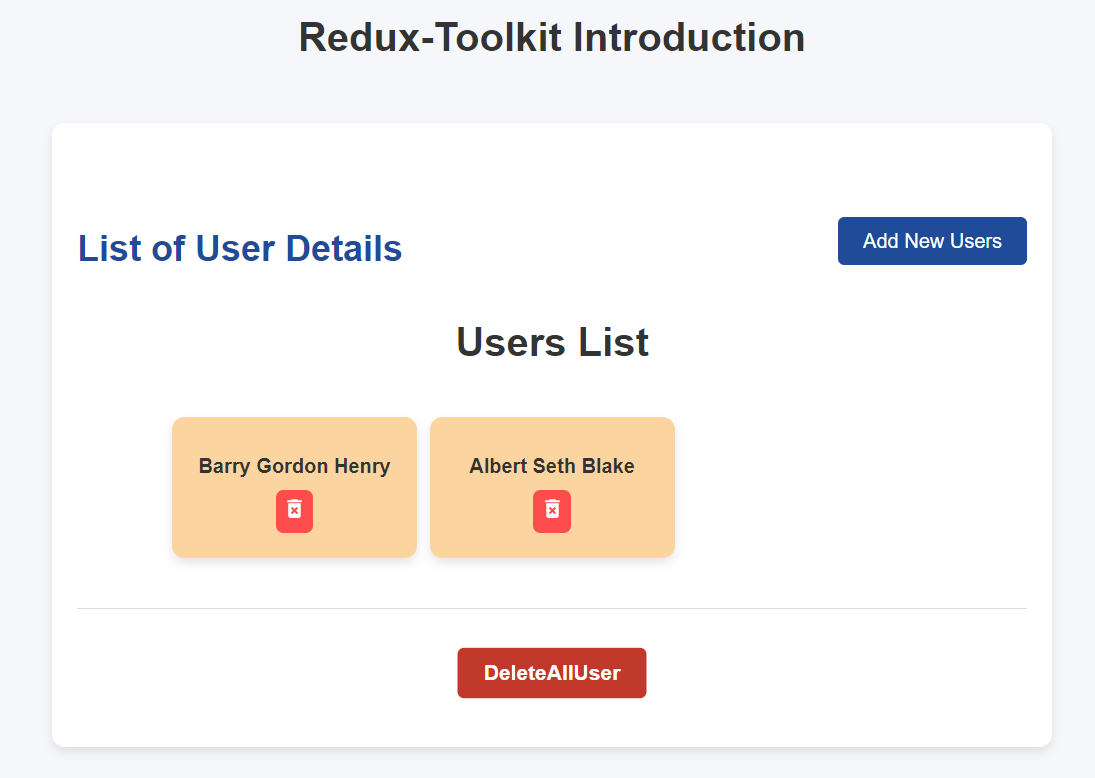 Redux-Toolkit Introduction
List of User Details
Add New Users
Users List
Barry Gordon Henry
Albert Seth Blake
DeleteAllUser